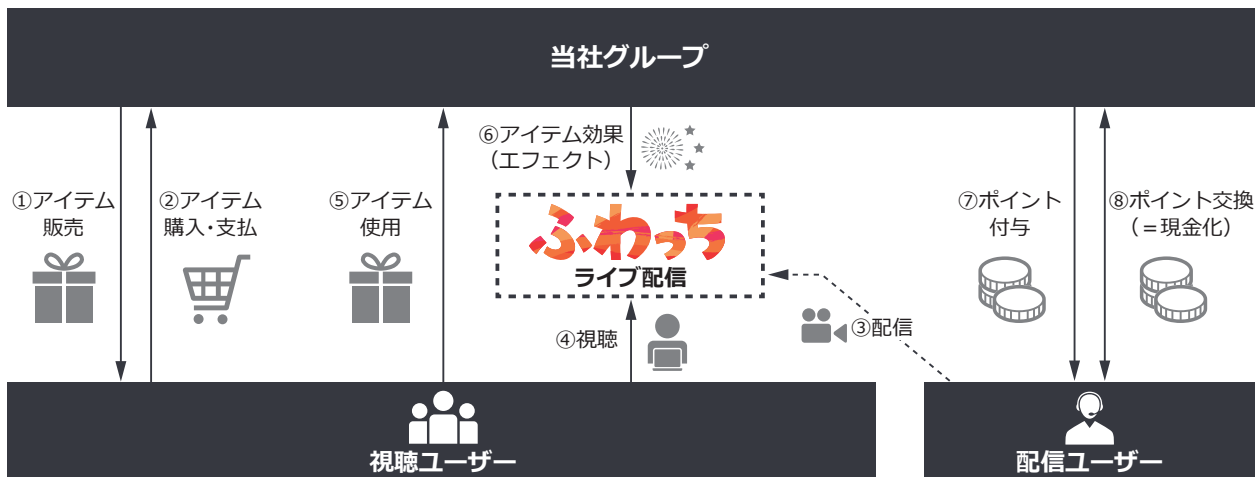 当社グループ
①アイテム
販売
②アイテム
購入・支払
⑤アイテム
使用
⑥アイテム効果
（エフェクト）
ふわっち
ライブ配信
④視聴
③配信
⑦ポイント
付与
⑧ポイント交換
（＝現金化）
視聴ユーザー
配信ユーザー